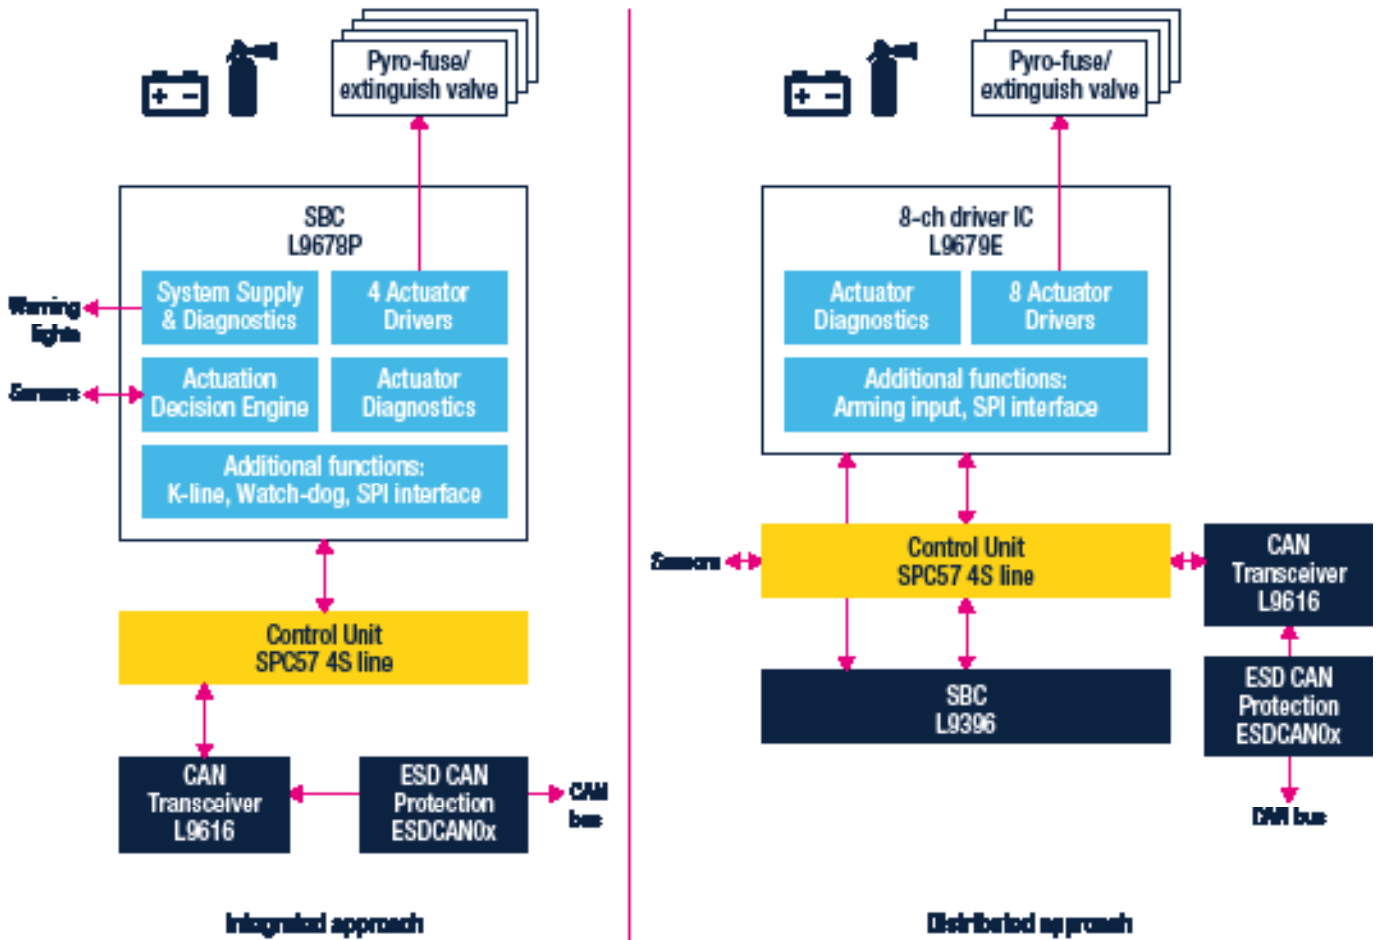 Pyro-fuse/
extinguish valve
SBC
L9678P
System Supply
& Diagnostics
4 Actuator
Drivers
Warning
lights
Actuation
Decision Engine
Actuator
Diagnostics
Sensors
Additional functions:
K-line, Watch-dog, SPI interface
Control Unit
SPC57 4S line
CAN
Transceiver
L9616
ESD CAN
Protection
ESDCAN0x
CAN
bus
Integrated approach
Pyro-fuse/
extinguish valve
8-ch driver IC
L9679E
Actuator
Diagnostics
8 Actuator
Drivers
Additional functions:
Arming input, SPI interface
Sensors
Control Unit
SPC57 4S line
CAN
Transceiver
L9616
SBC
L9396
ESD CAN
Protection
ESDCAN0x
CAN bus
Distributed approach